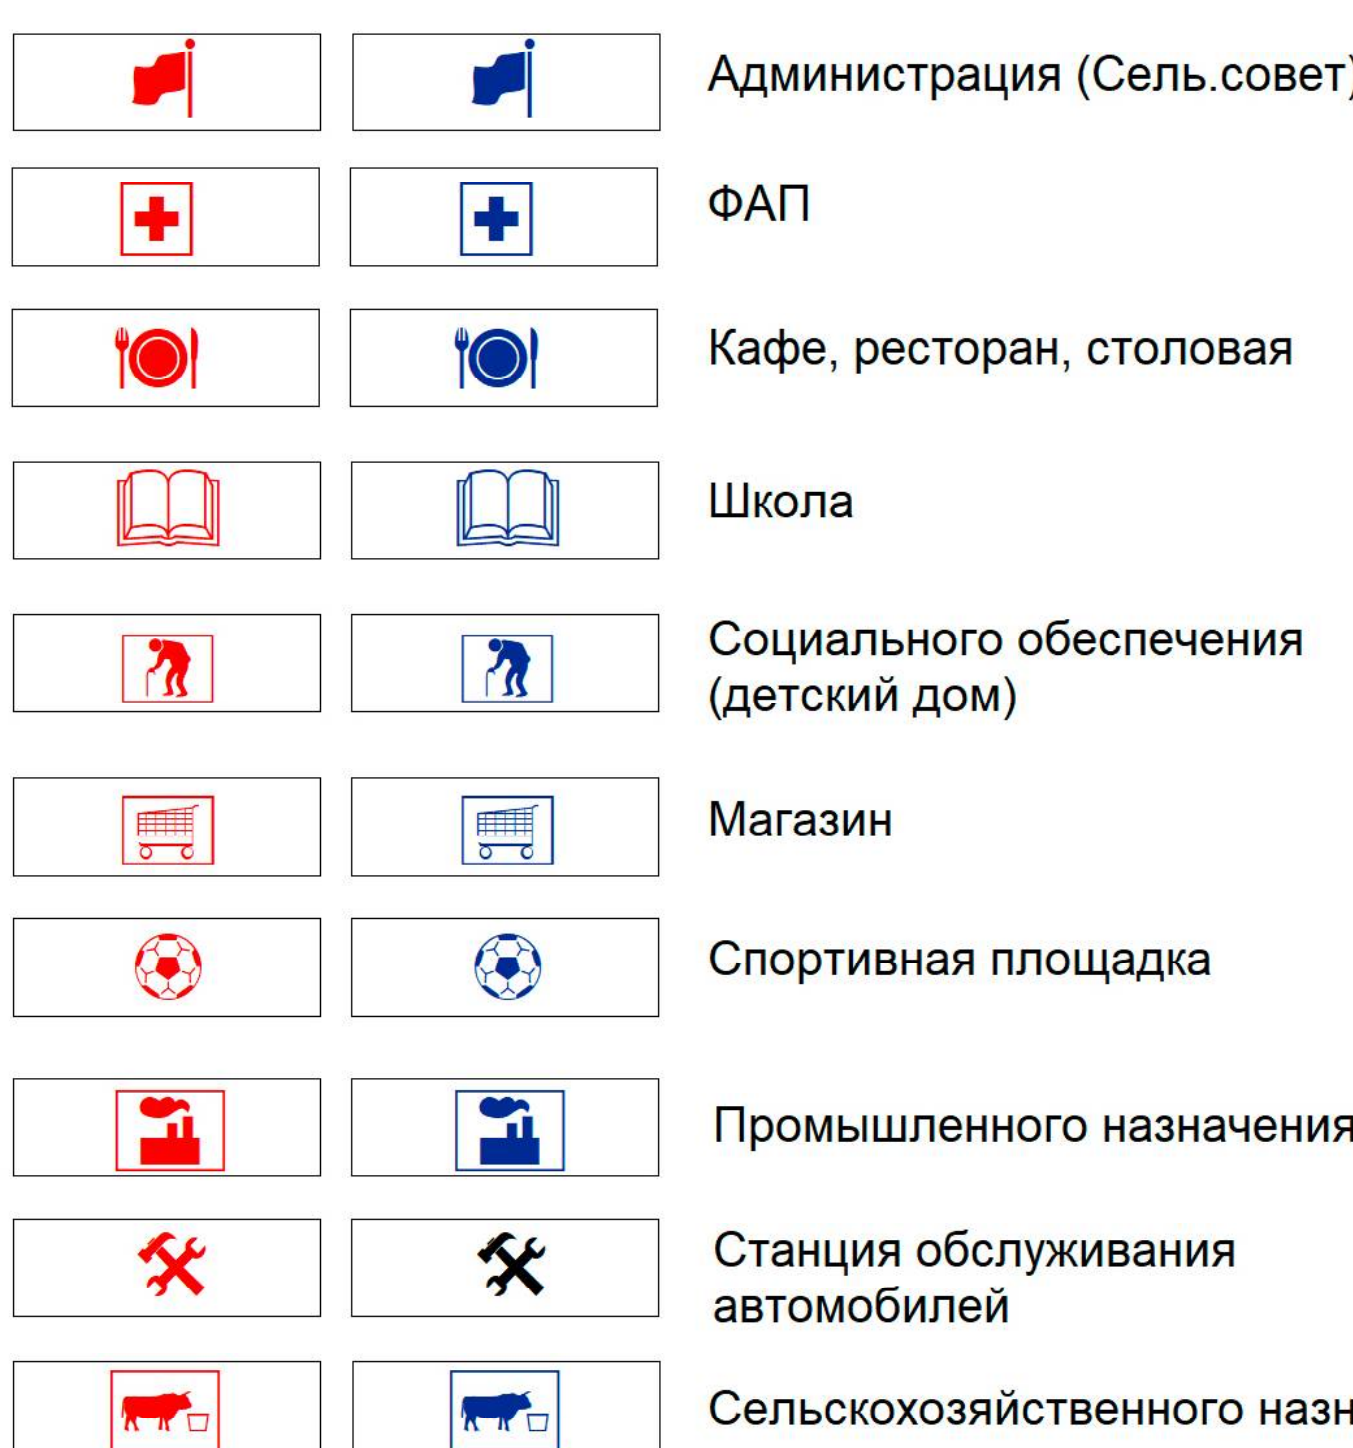 Администрация (Сель.совет)
ФАП
Кафе, ресторан, столовая
Школа
Социального обеспечения
(детский дом)
Магазин
Спортивная площадка
Промышленного назначения
Станция обслуживания
автомобилей
Сельскохозяйственного